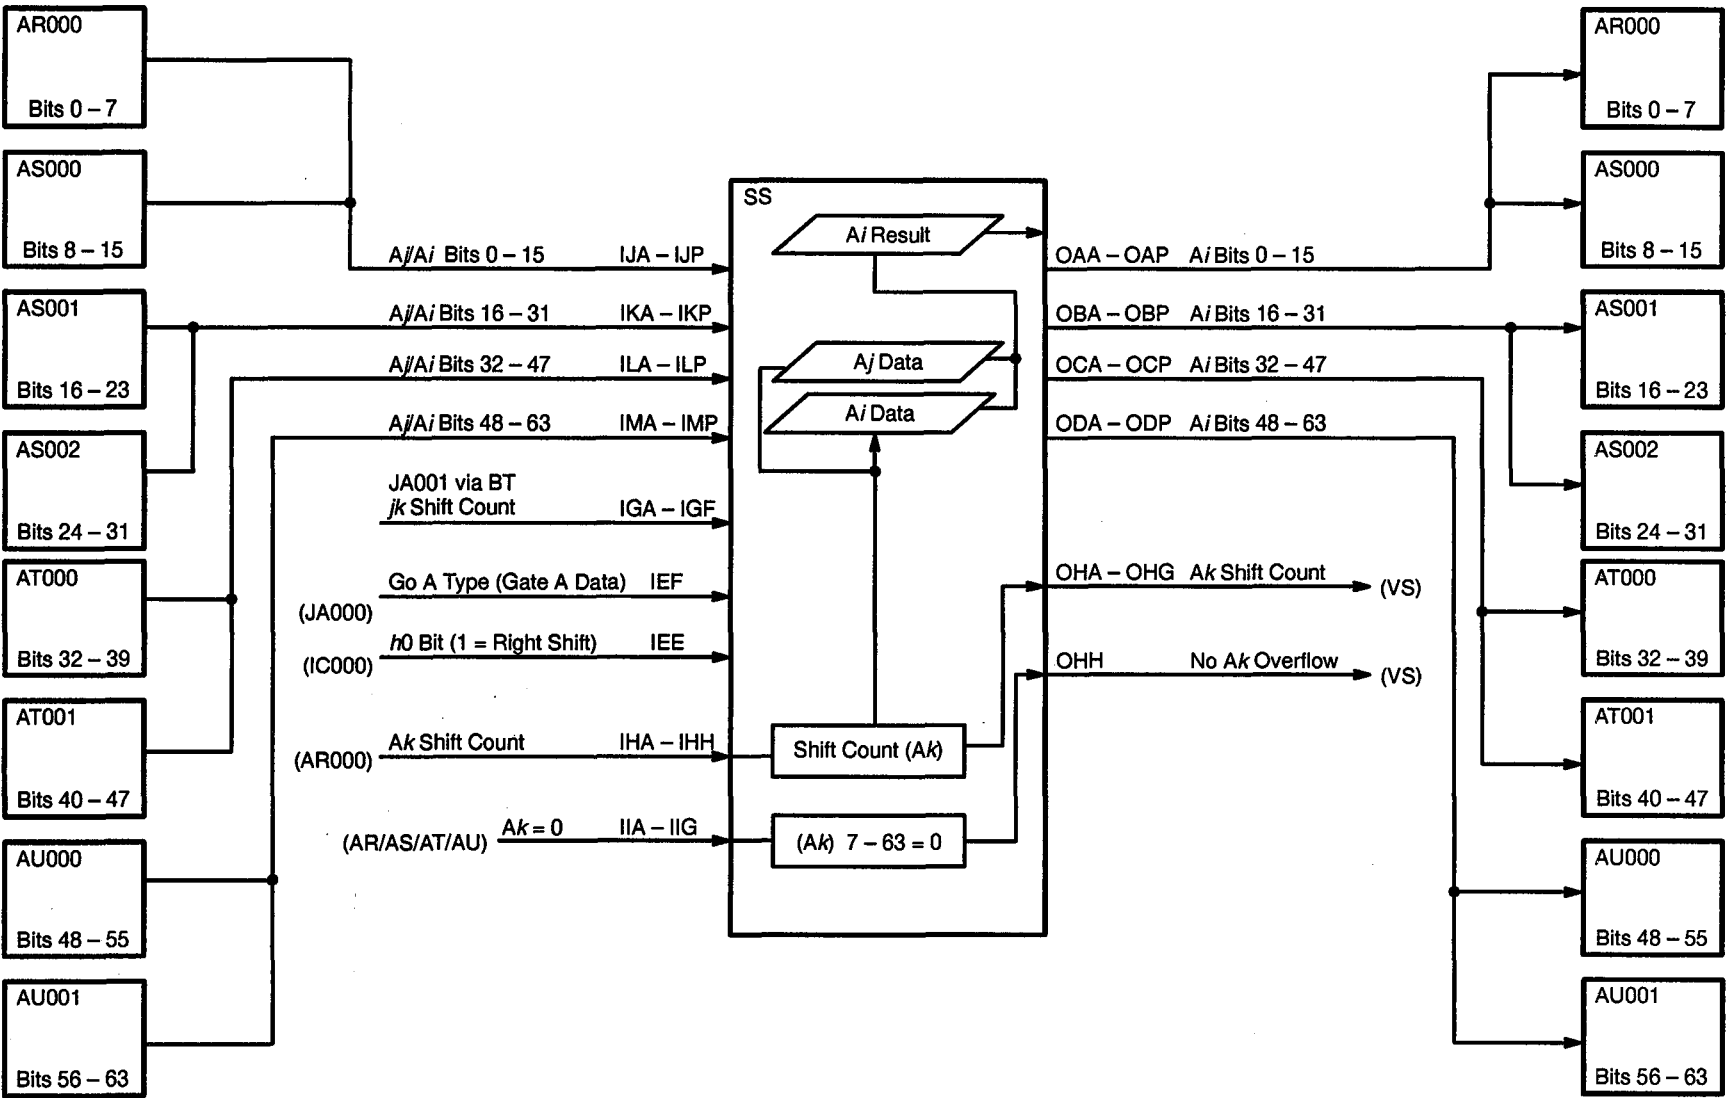 AR000
Bits 0 – 7
AS000
Bits 8 – 15
AS001
Bits 16 – 23
AS002
Bits 24 – 31
AT000
Bits 32 – 39
AT001
Bits 40 – 47
AU000
Bits 48 – 55
AU001
Bits 56 – 63
Aj/Ai Bits 0 – 15 IJA – IJP
Aj/Ai Bits 16 – 31 IKA – IKP
Aj/Ai Bits 32 – 47 ILA – ILP
Aj/Ai Bits 48 – 63 IMA – IMP
JA001 via BT
jk Shift Count IGA – IGF
Go A Type (Gate A Data) IEF
(JA000)
h0 Bit (1 = Right Shift) IEE
(IC000)
Ak Shift Count IHA – IHH
(AR000)
Ak = 0 IIA – IIG
(AR/AS/AT/AU)
SS
Ai Result
Aj Data
Ai Data
Shift Count (Ak)
(Ak) 7 – 63 = 0
OAA – OAP Ai Bits 0 – 15
OBA – OBP Ai Bits 16 – 31
OCA – OCP Ai Bits 32 – 47
ODA – ODP Ai Bits 48 – 63
OHA – OHG Ak Shift Count
(VS)
OHH No Ak Overflow
(VS)
AR000
Bits 0 – 7
AS000
Bits 8 – 15
AS001
Bits 16 – 23
AS002
Bits 24 – 31
AT000
Bits 32 – 39
AT001
Bits 40 – 47
AU000
Bits 48 – 55
AU001
Bits 56 – 63